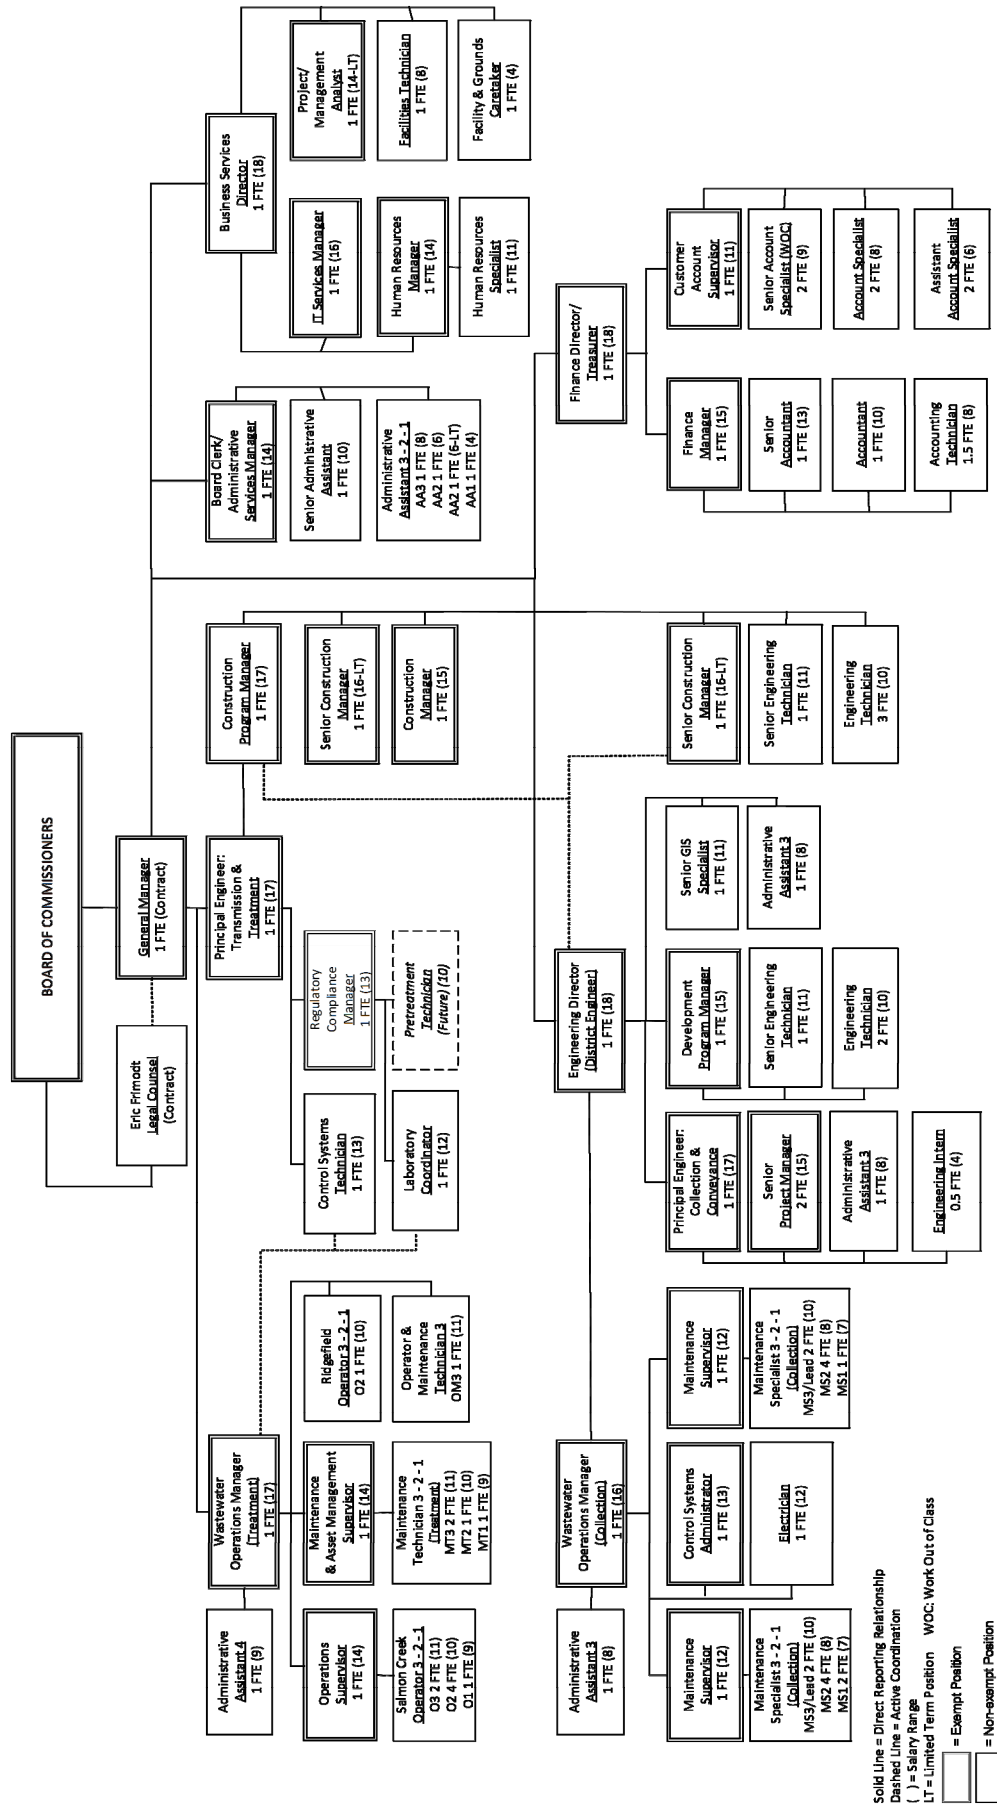 BOARD OF COMMISSIONERS
Eric Frimodt
Legal Counsel
(Contract)
General Manager
1 FTE (Contract)
Wastewater
Operations Manager
(Treatment)
1 FTE (17)
Administrative
Assistant 4
1 FTE (9)
Operations
Supervisor
1 FTE (14)
Salmon Creek
Operator 3 - 2 - 1
O3 2 FTE (11)
O2 4 FTE (10)
O1 1 FTE (9)
Maintenance
& Asset Management
Supervisor
1 FTE (14)
Maintenance
Technician 3 - 2 - 1
(Treatment)
MT3 2 FTE (11)
MT2 1 FTE (10)
MT1 1 FTE (9)
Ridgefield
Operator 3 - 2 - 1
O2 1 FTE (10)
Operator &
Maintenance
Technician 3
OM3 1 FTE (11)
Principal Engineer:
Transmission &
Treatment
1 FTE (17)
Control Systems
Technician
1 FTE (13)
Laboratory
Coordinator
1 FTE (12)
Regulatory
Compliance
Manager
1 FTE (13)
Pretreatment
Technician
(Future) (10)
Construction
Program Manager
1 FTE (17)
Senior Construction
Manager
1 FTE (16-LT)
Construction
Manager
1 FTE (15)
Senior Construction
Manager
1 FTE (16-LT)
Senior Engineering
Technician
1 FTE (11)
Engineering
Technician
3 FTE (10)
Board Clerk/
Administrative
Services Manager
1 FTE (14)
Senior Administrative
Assistant
1 FTE (10)
Administrative
Assistant 3 - 2 - 1
AA3 1 FTE (8)
AA2 1 FTE (6)
AA2 1 FTE (6-LT)
AA1 1 FTE (4)
Business Services
Director
1 FTE (18)
IT Services Manager
1 FTE (16)
Human Resources
Manager
1 FTE (14)
Human Resources
Specialist
1 FTE (11)
Project/
Management
Analyst
1 FTE (14-LT)
Facilities Technician
1 FTE (8)
Facility & Grounds
Caretaker
1 FTE (4)
Wastewater
Operations Manager
(Collection)
1 FTE (16)
Administrative
Assistant 3
1 FTE (8)
Maintenance
Supervisor
1 FTE (12)
Maintenance
Specialist 3 - 2 - 1
(Collection)
MS3/Lead 2 FTE (10)
MS2 4 FTE (8)
MS1 2 FTE (7)
Control Systems
Administrator
1 FTE (13)
Electrician
1 FTE (12)
Maintenance
Supervisor
1 FTE (12)
Maintenance
Specialist 3 - 2 - 1
(Collection)
MS3/Lead 2 FTE (10)
MS2 4 FTE (8)
MS1 1 FTE (7)
Engineering Director
(District Engineer)
1 FTE (18)
Principal Engineer:
Collection &
Conveyance
1 FTE (17)
Senior
Project Manager
2 FTE (15)
Administrative
Assistant 3
1 FTE (8)
Engineering Intern
0.5 FTE (4)
Development
Program Manager
1 FTE (15)
Senior Engineering
Technician
1 FTE (11)
Engineering
Technician
2 FTE (10)
Senior GIS
Specialist
1 FTE (11)
Administrative
Assistant 3
1 FTE (8)
Finance Director/
Treasurer
1 FTE (18)
Finance
Manager
1 FTE (15)
Senior
Accountant
1 FTE (13)
Accountant
1 FTE (10)
Accounting
Technician
1.5 FTE (8)
Customer
Account
Supervisor
1 FTE (11)
Senior Account
Specialist (WOC)
2 FTE (9)
Account Specialist
2 FTE (8)
Assistant
Account Specialist
2 FTE (6)
Solid Line = Direct Reporting Relationship
Dashed Line = Active Coordination
( ) = Salary Range
LT = Limited Term Position WOC: Work Out of Class
= Exempt Position
= Non-exempt Position